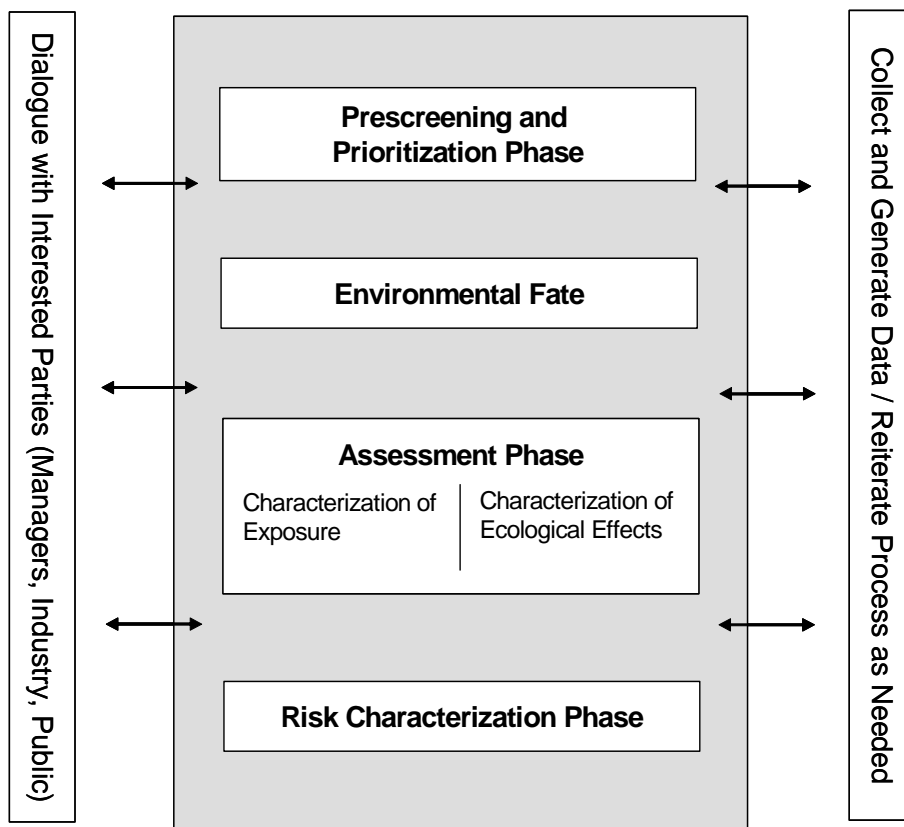 Dialogue with Interested Parties (Managers, Industry, Public)
Prescreening and
Prioritization Phase
Environmental Fate
Assessment Phase
Characterization of
Exposure
Characterization of
Ecological Effects
Risk Characterization Phase
Collect and Generate Data / Reiterate Process as Needed